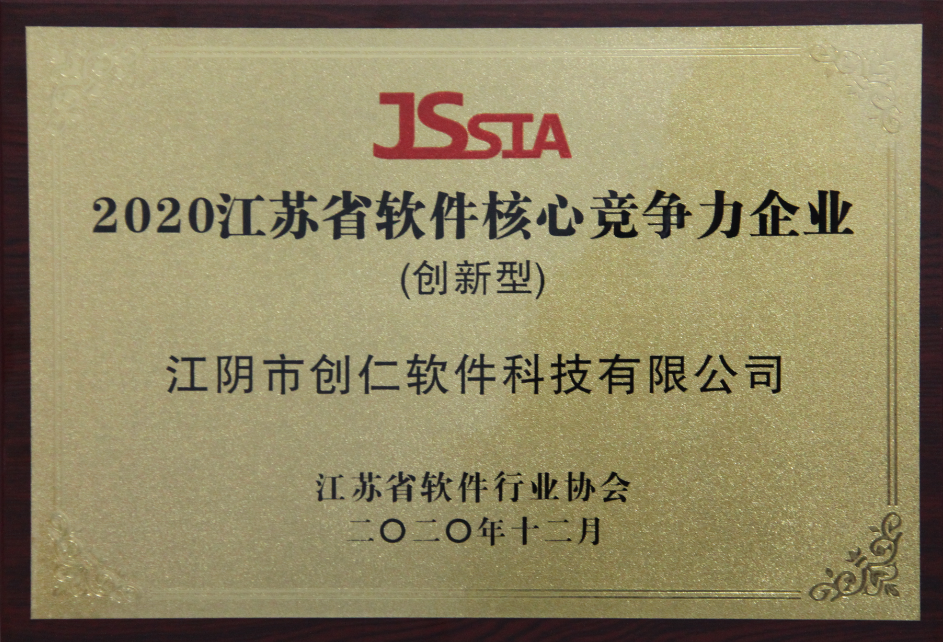 JSSIA
2020江苏省软件核心竞争力企业
(创新型)
江阴市创仁软件科技有限公司
江苏省软件行业协会
二〇二〇年十二月